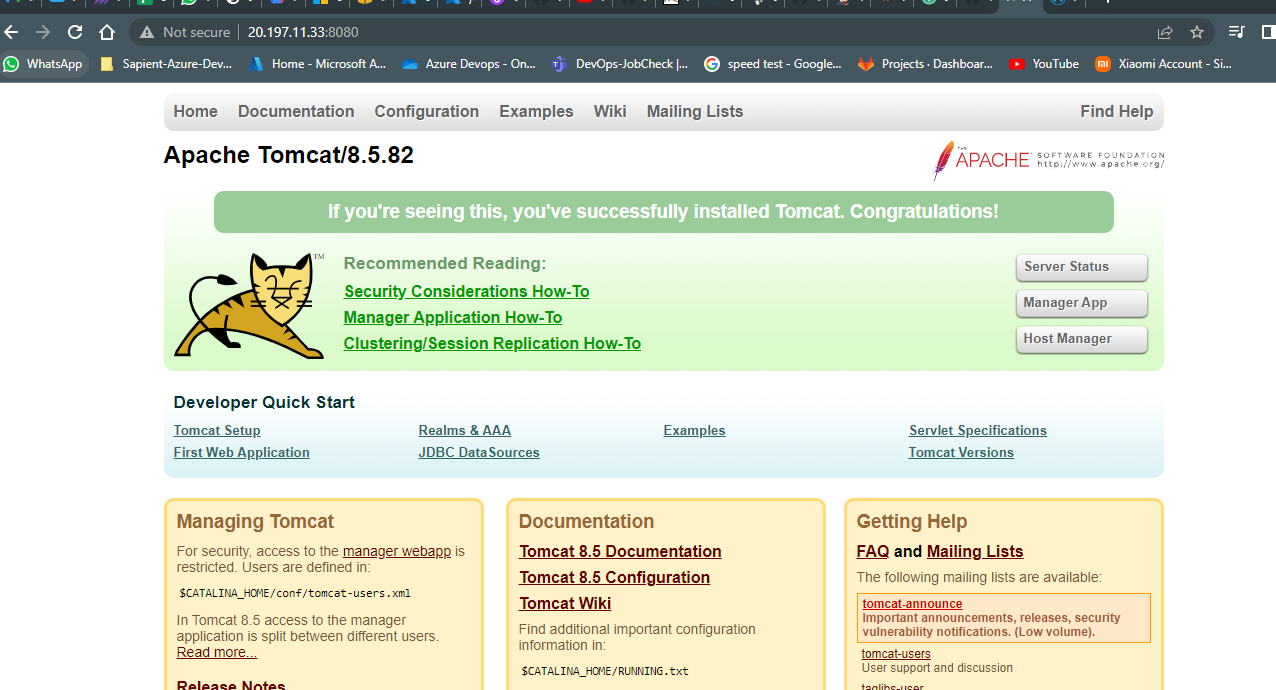 Not secure 20.197.11.33:8080
WhatsApp Sapient-Azure-Dev... Home - Microsoft A... Azure Devops - On... DevOps-JobCheck |... speed test - Google... Projects · Dashboar... YouTube Xiaomi Account - Si...
Home Documentation Configuration Examples Wiki Mailing Lists Find Help
Apache Tomcat/8.5.82
THE APACHE SOFTWARE FOUNDATION
http://www.apache.org/
If you're seeing this, you've successfully installed Tomcat. Congratulations!
TM
Recommended Reading:
Security Considerations How-To
Manager Application How-To
Clustering/Session Replication How-To
Server Status
Manager App
Host Manager
Developer Quick Start
Tomcat Setup
First Web Application
Realms & AAA
JDBC DataSources
Examples
Servlet Specifications
Tomcat Versions
Managing Tomcat
For security, access to the manager webapp is
restricted. Users are defined in:
$CATALINA_HOME/conf/tomcat-users.xml
In Tomcat 8.5 access to the manager
application is split between different users.
Read more...
Release Notes
Documentation
Tomcat 8.5 Documentation
Tomcat 8.5 Configuration
Tomcat Wiki
Find additional important configuration
information in:
$CATALINA_HOME/RUNNING.txt
Getting Help
FAQ and Mailing Lists
The following mailing lists are available:
tomcat-announce
Important announcements, releases, security
vulnerability notifications. (Low volume).
tomcat-users
User support and discussion
taglibs-user